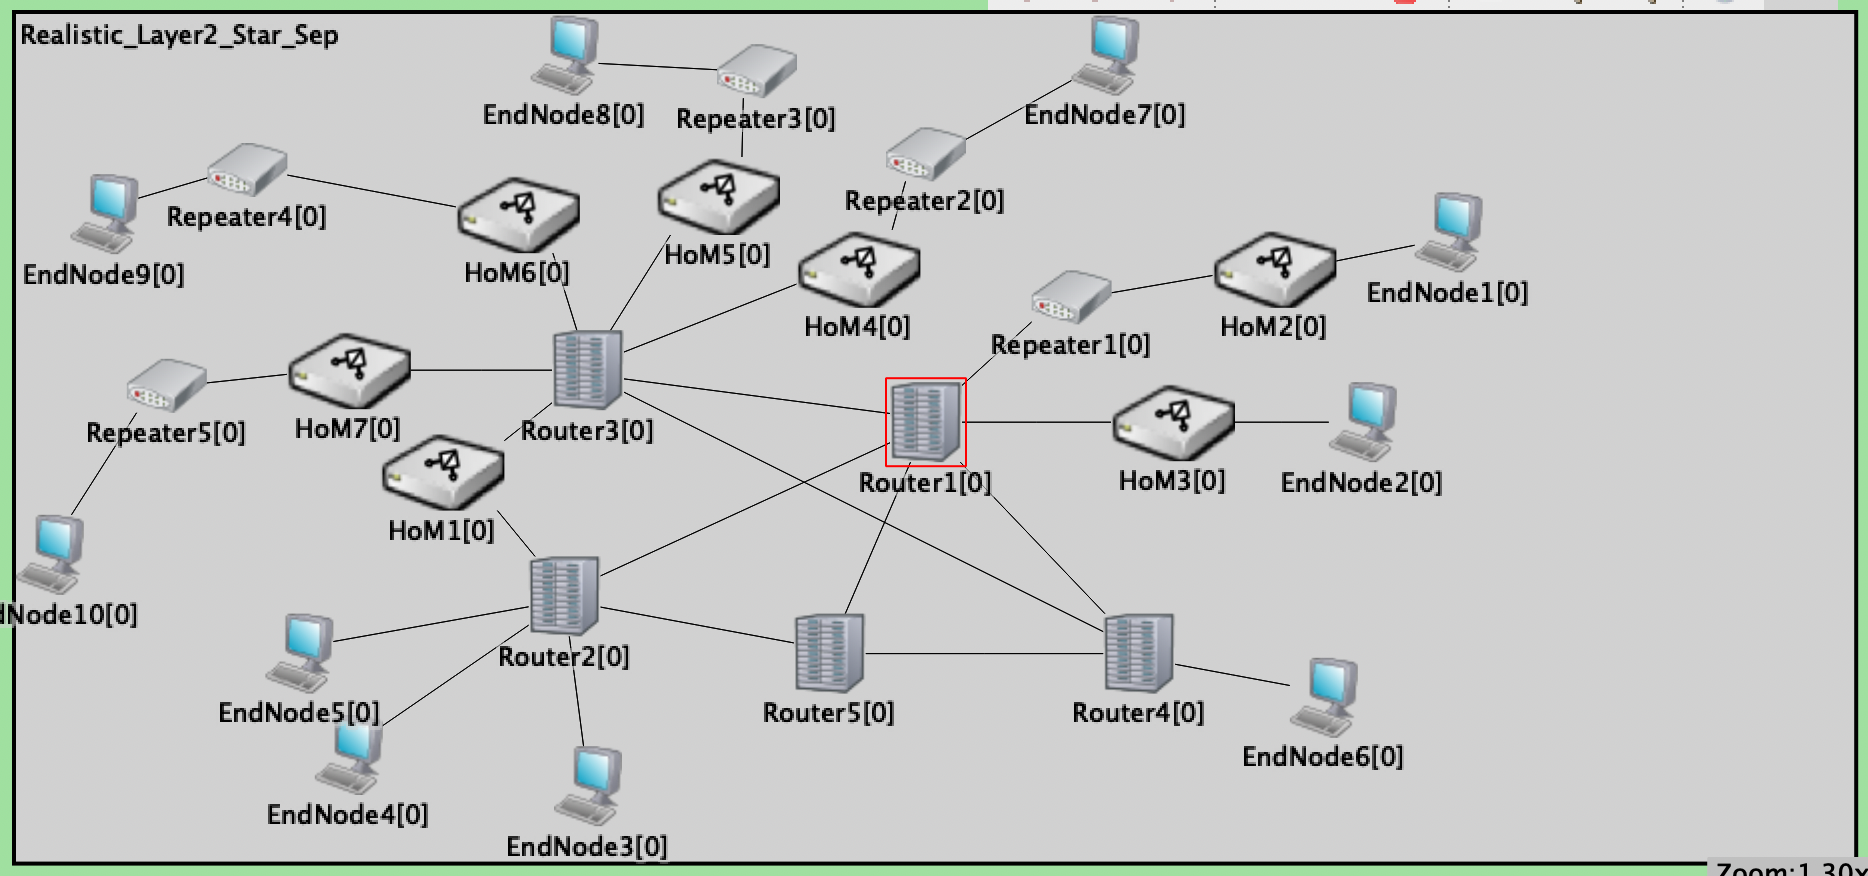 Realistic_Layer2_Star_Sep
EndNode8[0]
Repeater3[0]
EndNode7[0]
Repeater4[0]
Repeater2[0]
EndNode9[0]
HoM6[0]
HoM5[0]
EndNode1[0]
HoM4[0]
HoM2[0]
Repeater1[0]
Repeater5[0]
HoM7[0]
Router3[0]
HoM3[0]
EndNode2[0]
Router1[0]
HoM1[0]
dNode10[0]
Router2[0]
EndNode5[0]
Router5[0]
Router4[0]
EndNode6[0]
EndNode4[0]
EndNode3[0]
Zoom:1.30x